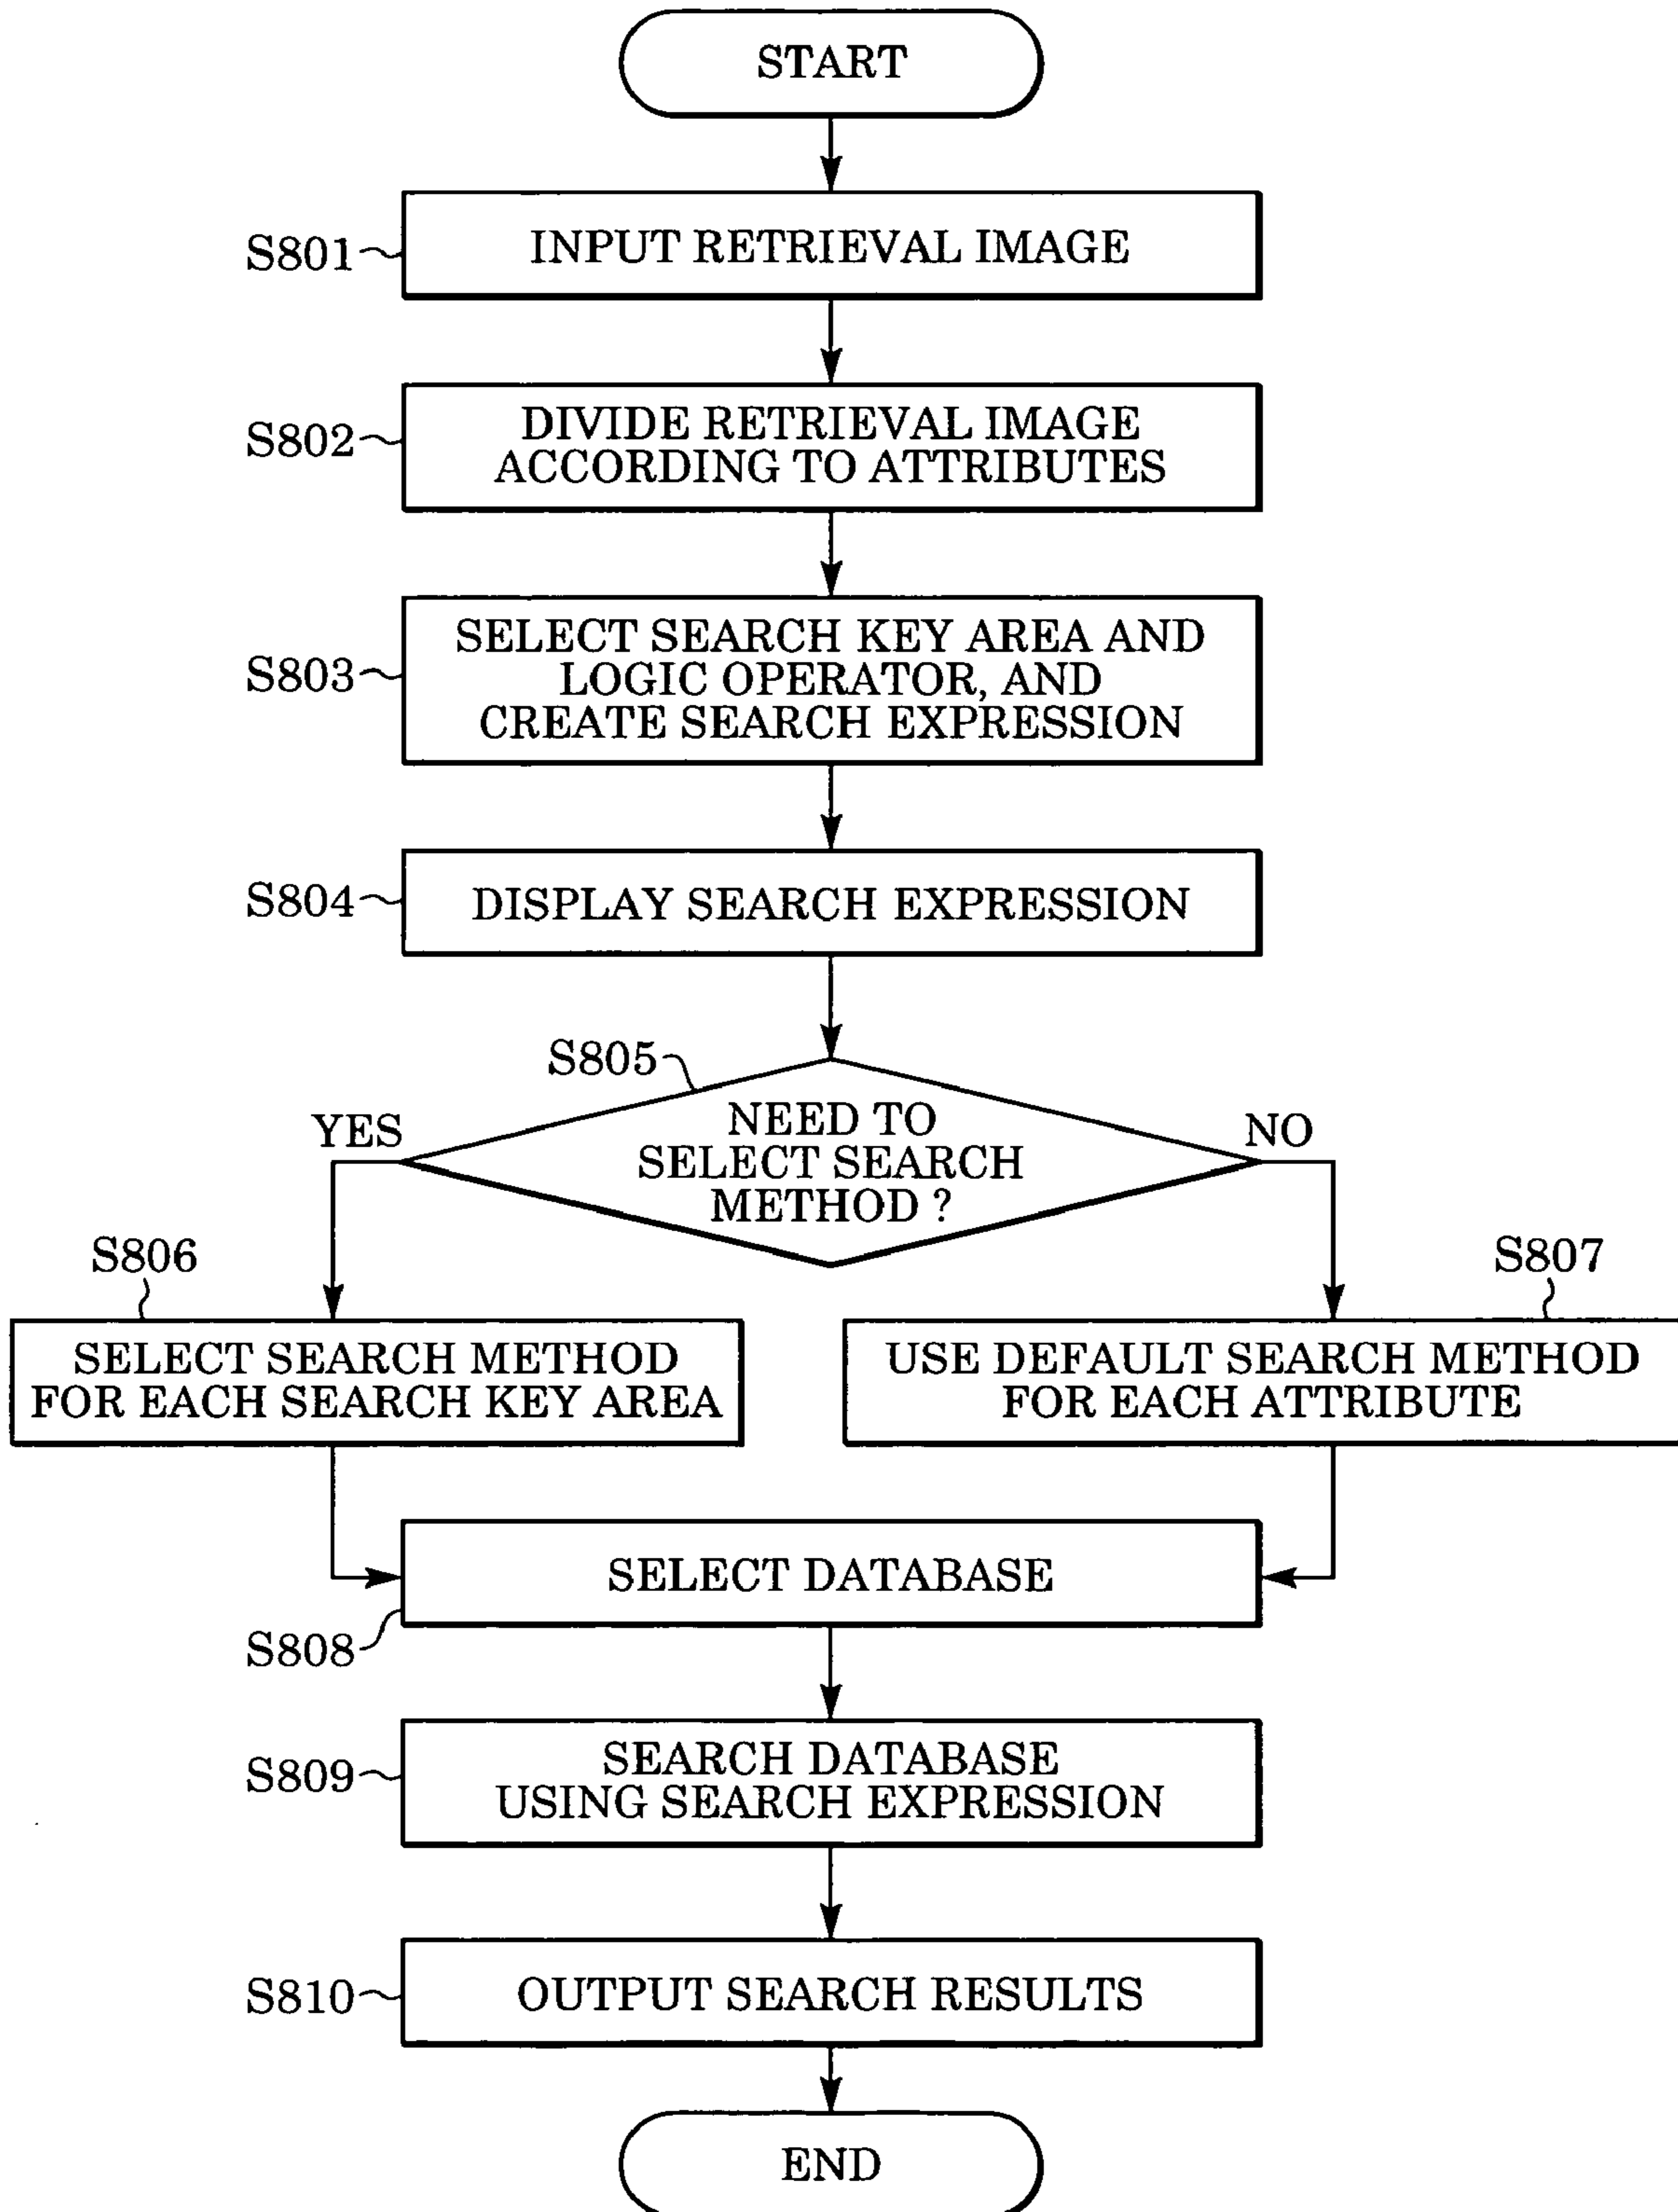 START
S801
INPUT RETRIEVAL IMAGE
S802
DIVIDE RETRIEVAL IMAGE
ACCORDING TO ATTRIBUTES
S803
SELECT SEARCH KEY AREA AND
LOGIC OPERATOR, AND
CREATE SEARCH EXPRESSION
S804
DISPLAY SEARCH EXPRESSION
S805
NEED TO
SELECT SEARCH
METHOD ?
YES
NO
S806
SELECT SEARCH METHOD
FOR EACH SEARCH KEY AREA
S807
USE DEFAULT SEARCH METHOD
FOR EACH ATTRIBUTE
SELECT DATABASE
S808
S809
SEARCH DATABASE
USING SEARCH EXPRESSION
S810
OUTPUT SEARCH RESULTS
END